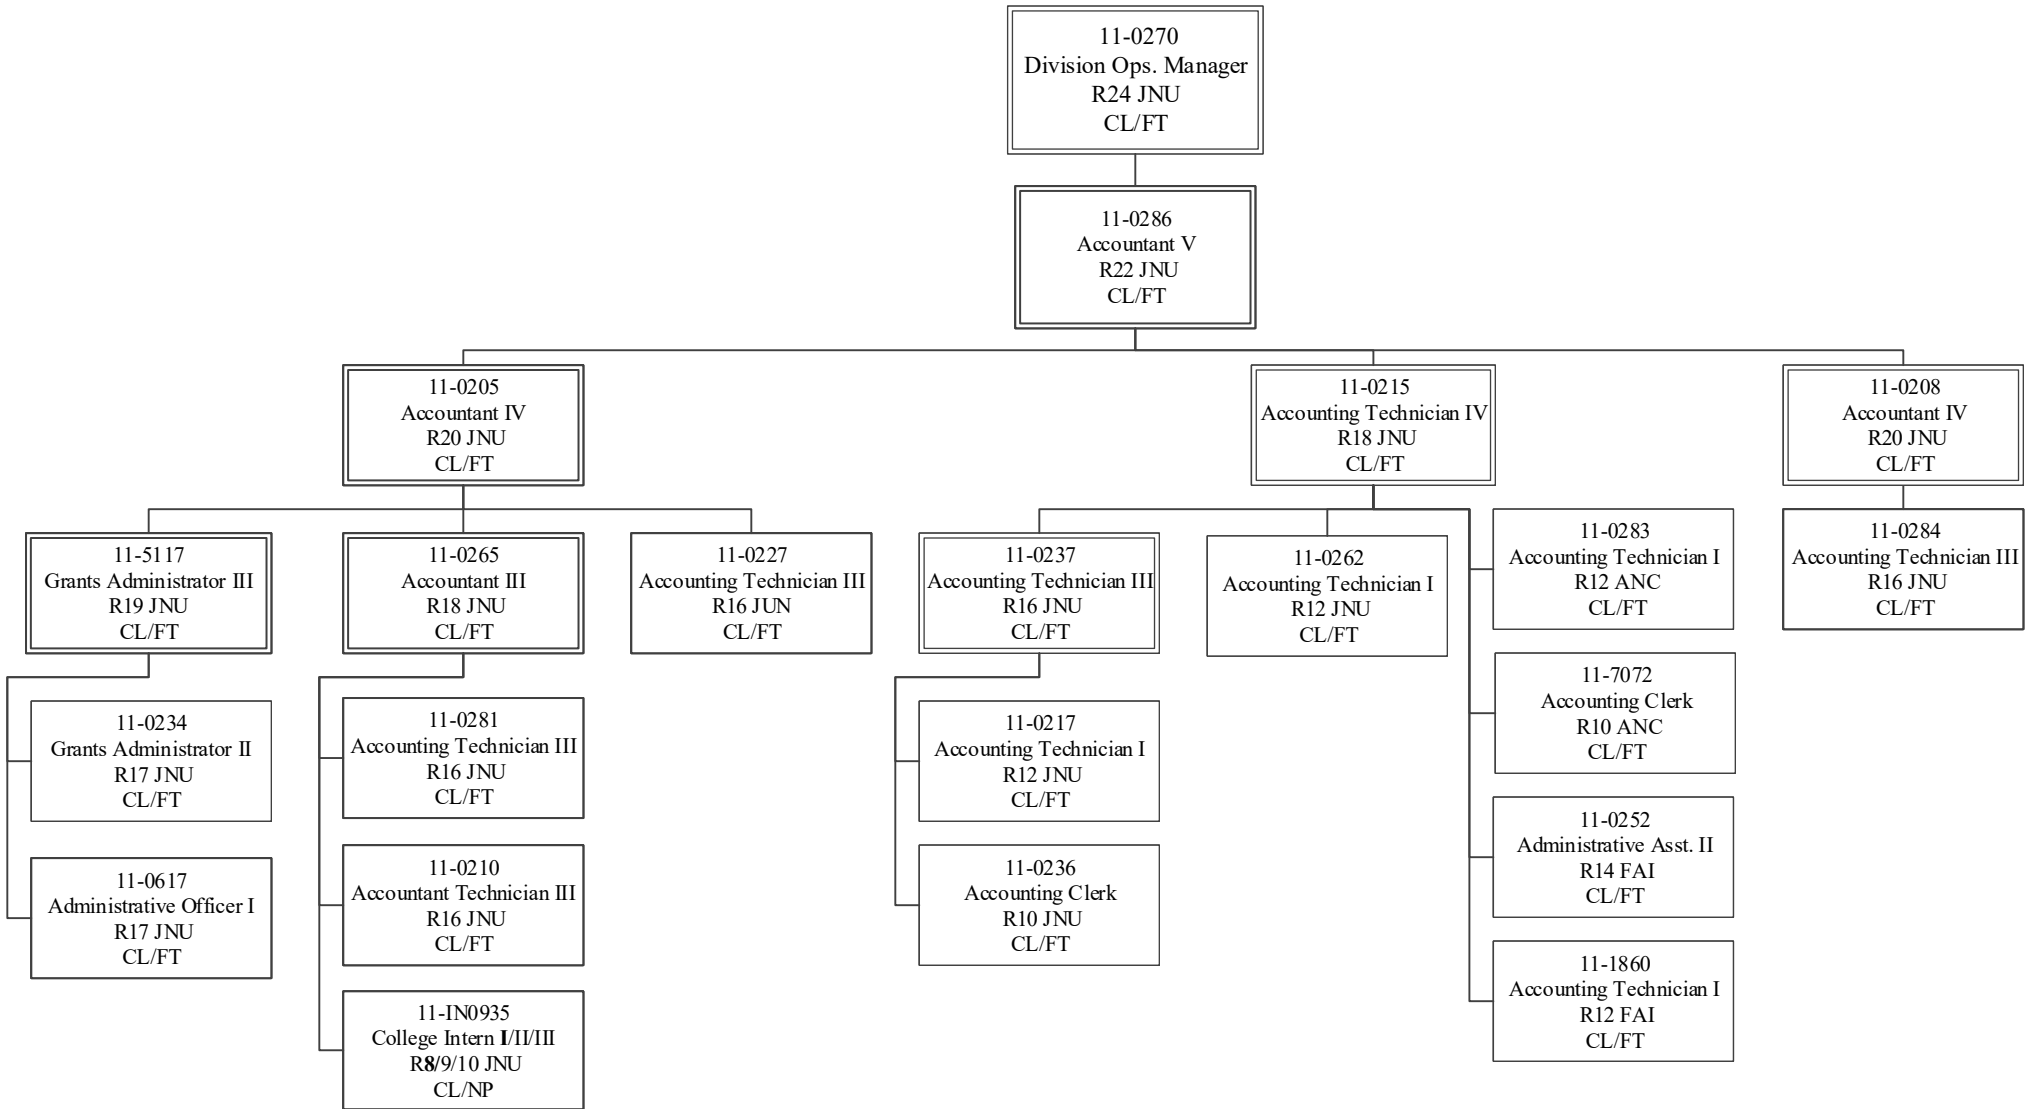 11-0270
Division Ops. Manager
R24 JNU
CL/FT
11-0286
Accountant V
R22 JNU
CL/FT
11-0205
Accountant IV
R20 JNU
CL/FT
11-0215
Accounting Technician IV
R18 JNU
CL/FT
11-0208
Accountant IV
R20 JNU
CL/FT
11-5117
Grants Administrator III
R19 JNU
CL/FT
11-0265
Accountant III
R18 JNU
CL/FT
11-0227
Accounting Technician III
R16 JUN
CL/FT
11-0237
Accounting Technician III
R16 JNU
CL/FT
11-0262
Accounting Technician I
R12 JNU
CL/FT
11-0283
Accounting Technician I
R12 ANC
CL/FT
11-0284
Accounting Technician III
R16 JNU
CL/FT
11-0234
Grants Administrator II
R17 JNU
CL/FT
11-0281
Accounting Technician III
R16 JNU
CL/FT
11-0217
Accounting Technician I
R12 JNU
CL/FT
11-7072
Accounting Clerk
R10 ANC
CL/FT
11-0617
Administrative Officer I
R17 JNU
CL/FT
11-0210
Accountant Technician III
R16 JNU
CL/FT
11-0236
Accounting Clerk
R10 JNU
CL/FT
11-0252
Administrative Asst. II
R14 FAI
CL/FT
11-IN0935
College Intern I/II/III
R8/9/10 JNU
CL/NP
11-1860
Accounting Technician I
R12 FAI
CL/FT